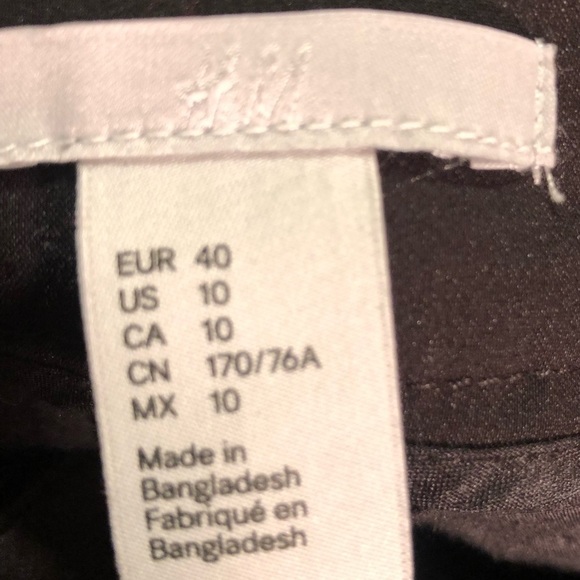 EUR 40
US 10
CA 10
CN 170/76A
MX 10
Made in
Bangladesh
Fabriqué en
Bangladesh